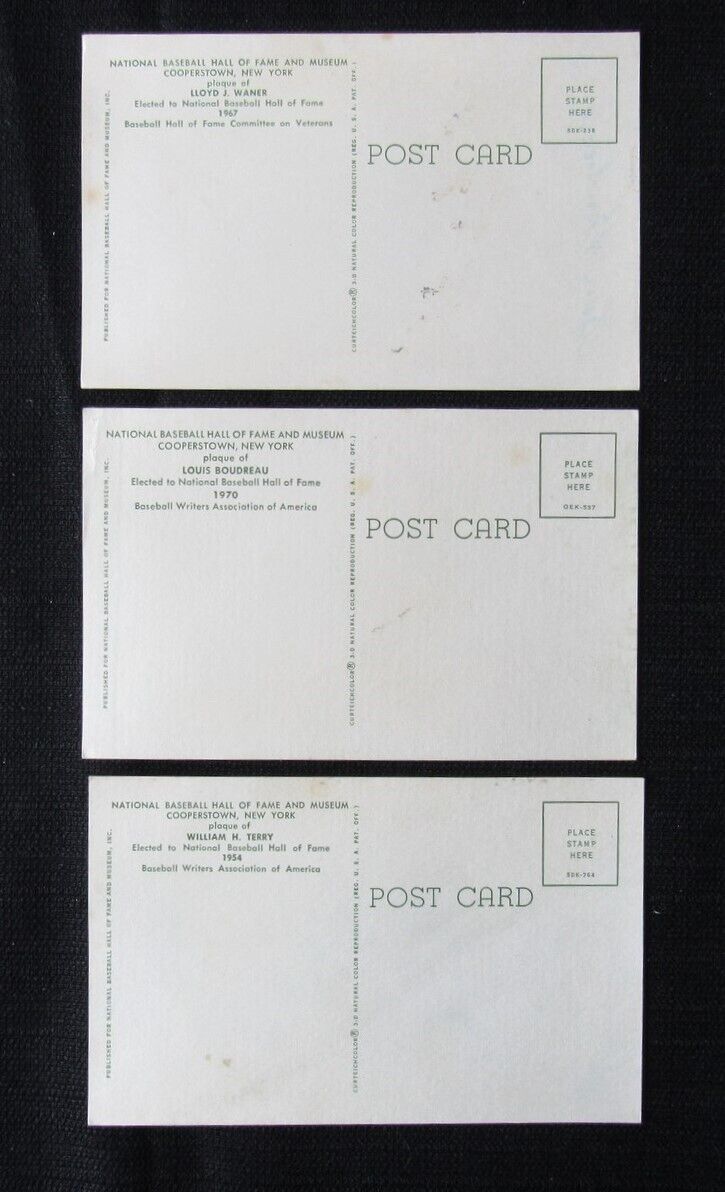 NATIONAL BASEBALL HALL OF FAME AND MUSEUM
COOPERSTOWN, NEW YORK
plaque of
LLOYD J. WANER
Elected to National Baseball Hall of Fame
1967
Baseball Hall of Fame Committee on Veterans
PUBLISHED FOR NATIONAL BASEBALL HALL OF FAME AND MUSEUM, INC.
CURTEICHCOLOR® 3-D NATURAL COLOR REPRODUCTION (REG. U. S. A. PAT. OFF.)
POST CARD
PLACE
STAMP
HERE
NATIONAL BASEBALL HALL OF FAME AND MUSEUM
COOPERSTOWN, NEW YORK
plaque of
LOUIS BOUDREAU
Elected to National Baseball Hall of Fame
1970
Baseball Writers Association of America
PUBLISHED FOR NATIONAL BASEBALL HALL OF FAME AND MUSEUM, INC.
CURTEICHCOLOR® 3-D NATURAL COLOR REPRODUCTION (REG. U. S. A. PAT. OFF.)
POST CARD
PLACE
STAMP
HERE
NATIONAL BASEBALL HALL OF FAME AND MUSEUM
COOPERSTOWN, NEW YORK
plaque of
WILLIAM H. TERRY
Elected to National Baseball Hall of Fame
1954
Baseball Writers Association of America
PUBLISHED FOR NATIONAL BASEBALL HALL OF FAME AND MUSEUM, INC.
CURTEICHCOLOR® 3-D NATURAL COLOR REPRODUCTION (REG. U. S. A. PAT. OFF.)
POST CARD
PLACE
STAMP
HERE